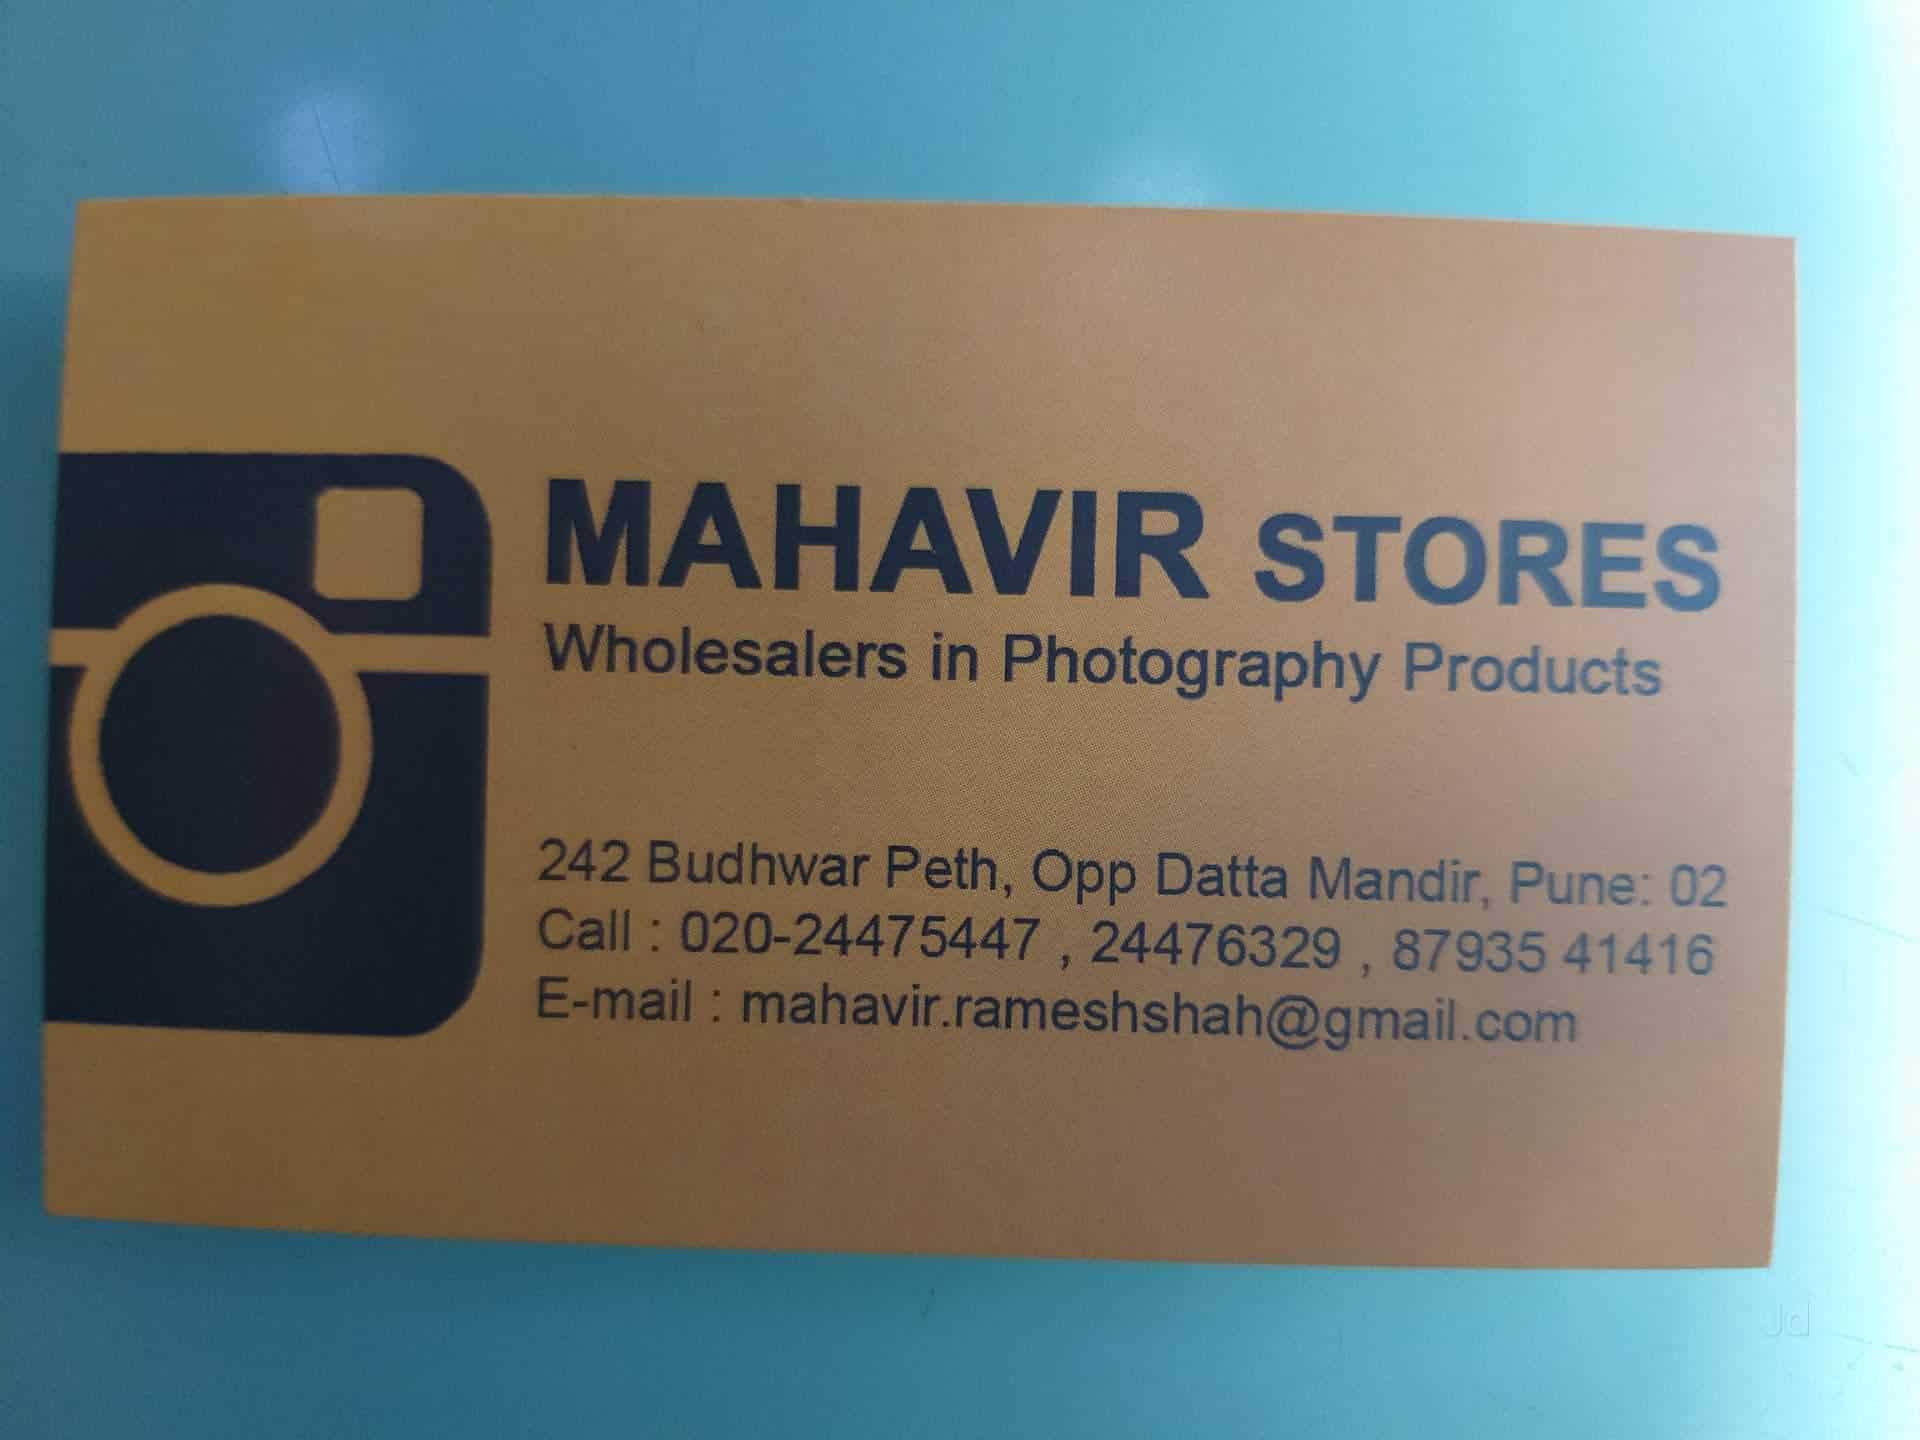 MAHAVIR STORES
Wholesalers in Photography Products
242 Budhwar Peth, Opp Datta Mandir, Pune: 02
Call : 020-24475447 , 24476329 , 87935 41416
E-mail : mahavir.rameshshah@gmail.com
Jd